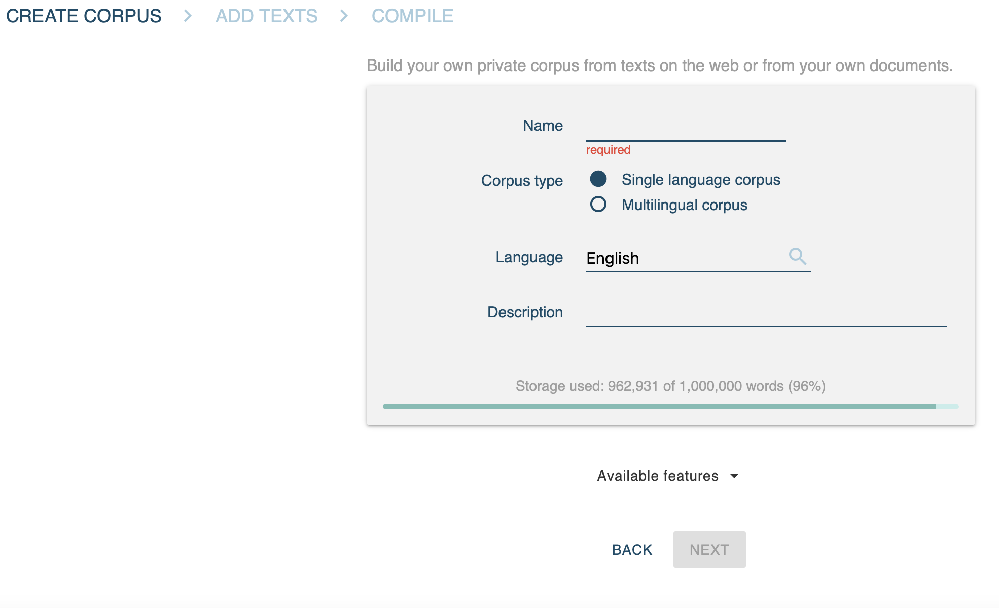 CREATE CORPUS > ADD TEXTS > COMPILE
Build your own private corpus from texts on the web or from your own documents.
Name
required
Corpus type
Single language corpus
Multilingual corpus
Language
English
Description
Storage used: 962,931 of 1,000,000 words (96%)
Available features
BACK NEXT